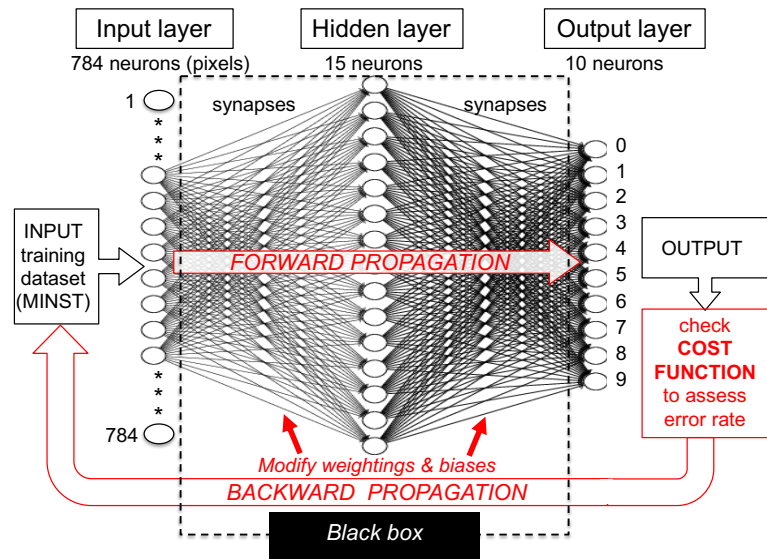 Input layer
Hidden layer
Output layer
784 neurons (pixels)
15 neurons
10 neurons
1
synapses
synapses
*
*
*
0
1
2
3
4
5
6
7
8
9
INPUT
training
dataset
(MINST)
FORWARD PROPAGATION
OUTPUT
check
COST
FUNCTION
to assess
error rate
*
*
*
784
Modify weightings & biases
BACKWARD PROPAGATION
Black box